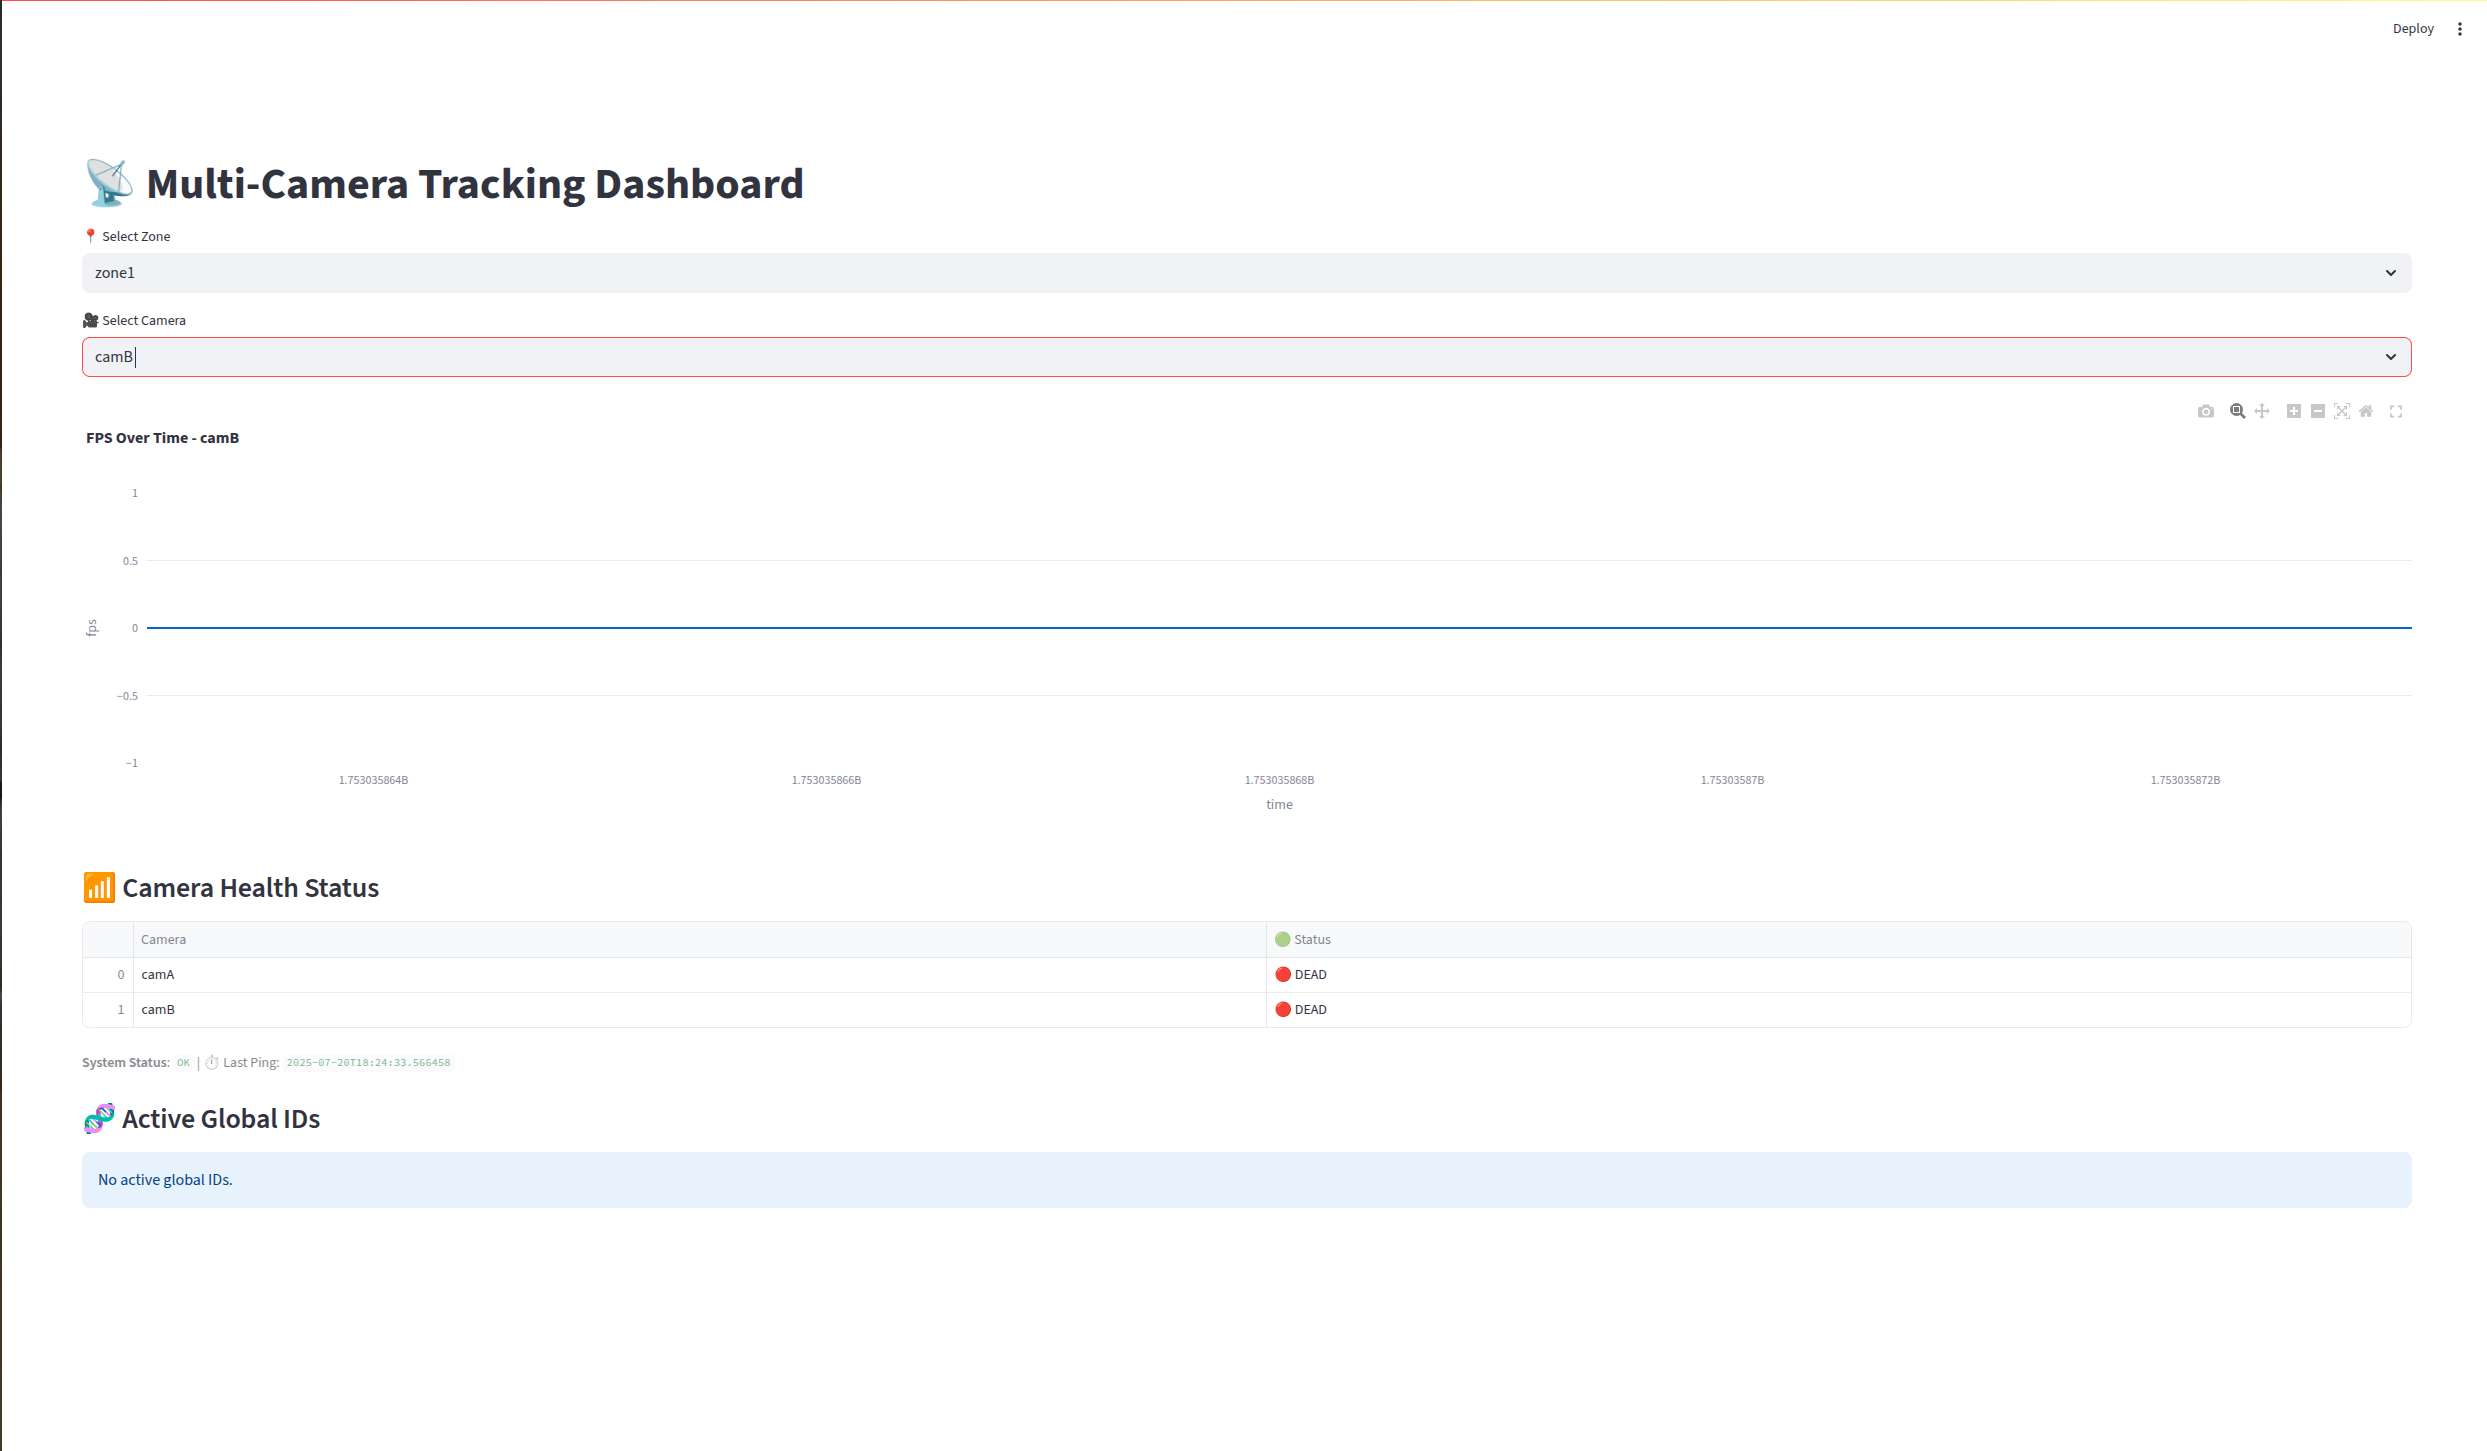 Deploy
📡 Multi-Camera Tracking Dashboard
📍 Select Zone
zone1
🎥 Select Camera
camB
FPS Over Time - camB
1
0.5
0
−0.5
−1
fps
1.753035864B 1.753035866B 1.753035868B 1.75303587B 1.753035872B
time
📶 Camera Health Status
Camera 🟢 Status
0 camA 🔴 DEAD
1 camB 🔴 DEAD
System Status: OK | ⏱️ Last Ping: 2025-07-20T18:24:33.566458
🧬 Active Global IDs
No active global IDs.